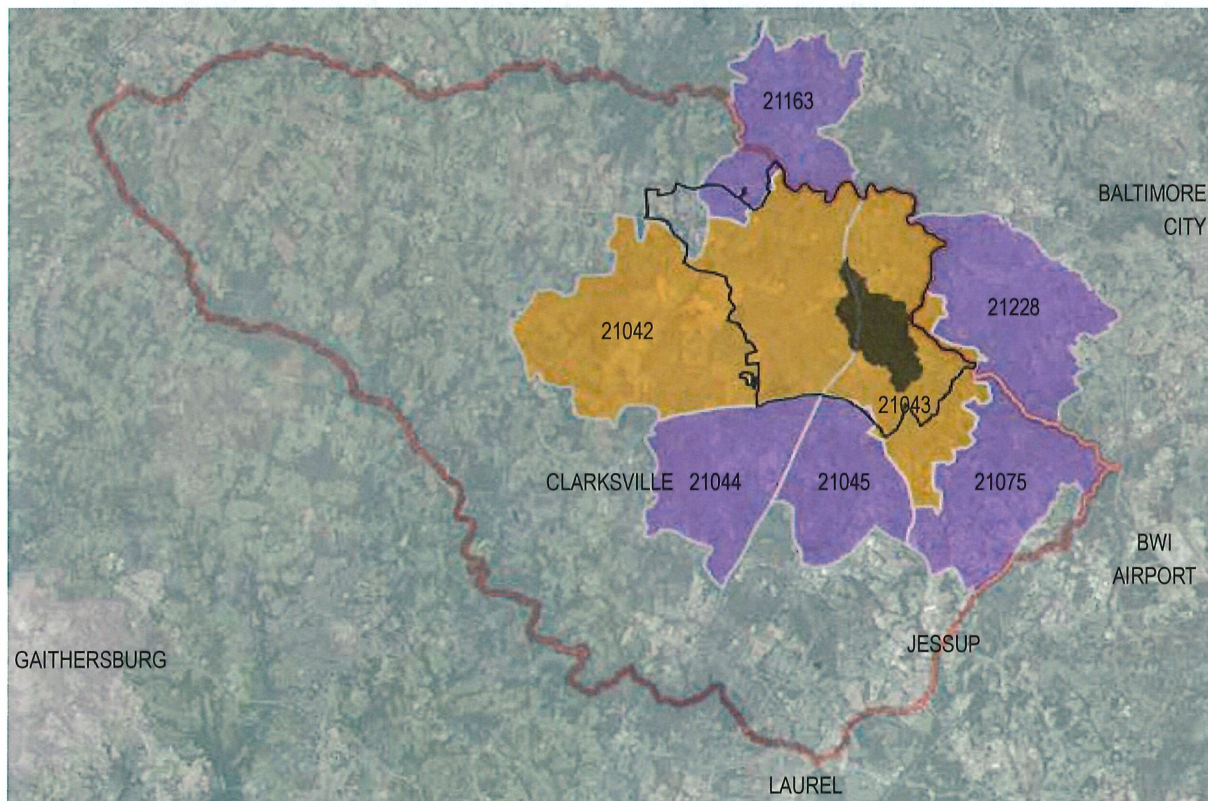 21163
BALTIMORE
CITY
21228
21042
21043
CLARKSVILLE 21044
21045
21075
BWI
AIRPORT
JESSUP
GAITHERSBURG
LAUREL